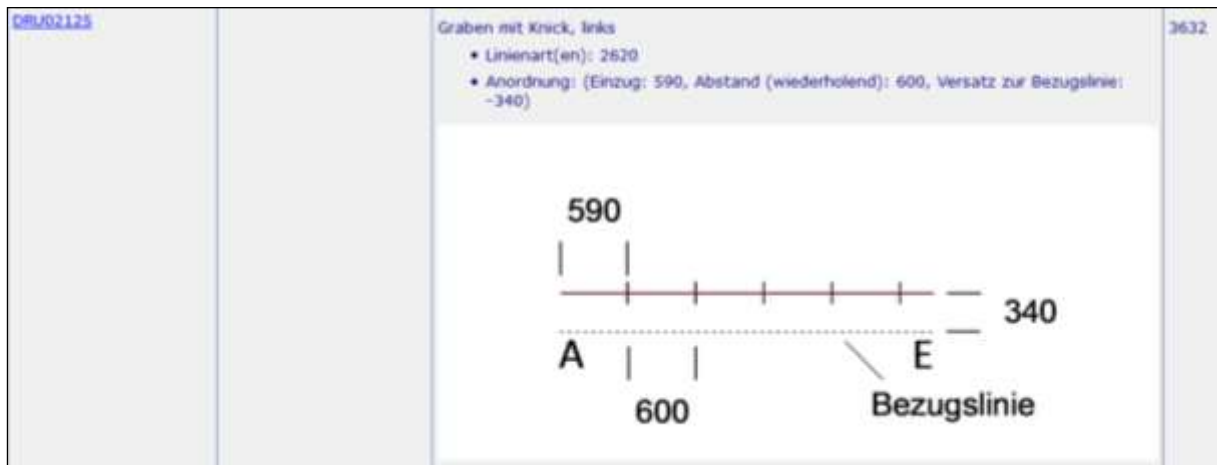 DRU02125
Graben mit Knick, links
• Linienart(en): 2620
• Anordnung: (Einzug: 590, Abstand (wiederholend): 600, Versatz zur Bezugslinie:
-340)
3632
590
340
A
E
600
Bezugslinie